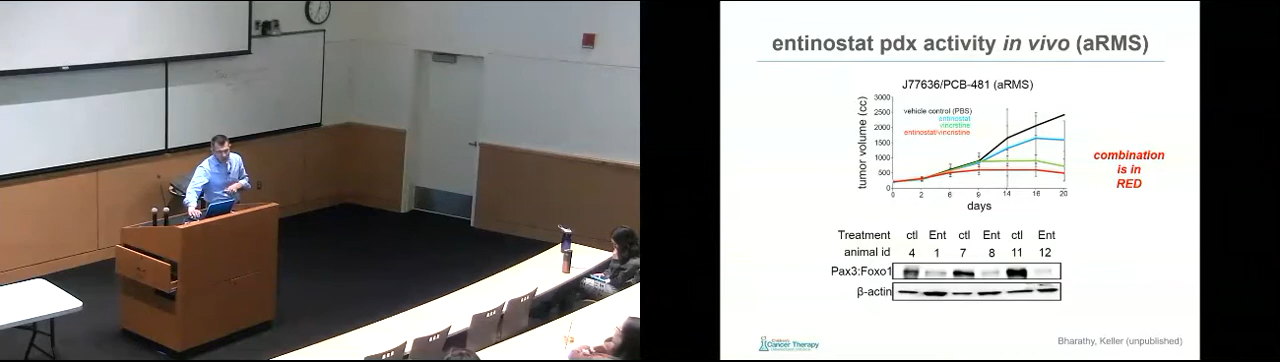 entinostat pdx activity in vivo (aRMS)
J77636/PCB-481 (aRMS)
tumor volume (cc)
3000
2500
2000
1500
1000
500
0
vehicle control (PBS)
entinostat
vincristine
entinostat/vincristine
0 2 6 9 14 16 20
days
combination
is in
RED
Treatment ctl Ent ctl Ent ctl Ent
animal id 4 1 7 8 11 12
Pax3:Foxo1
β-actin
Cancer Therapy
Bharathy, Keller (unpublished)